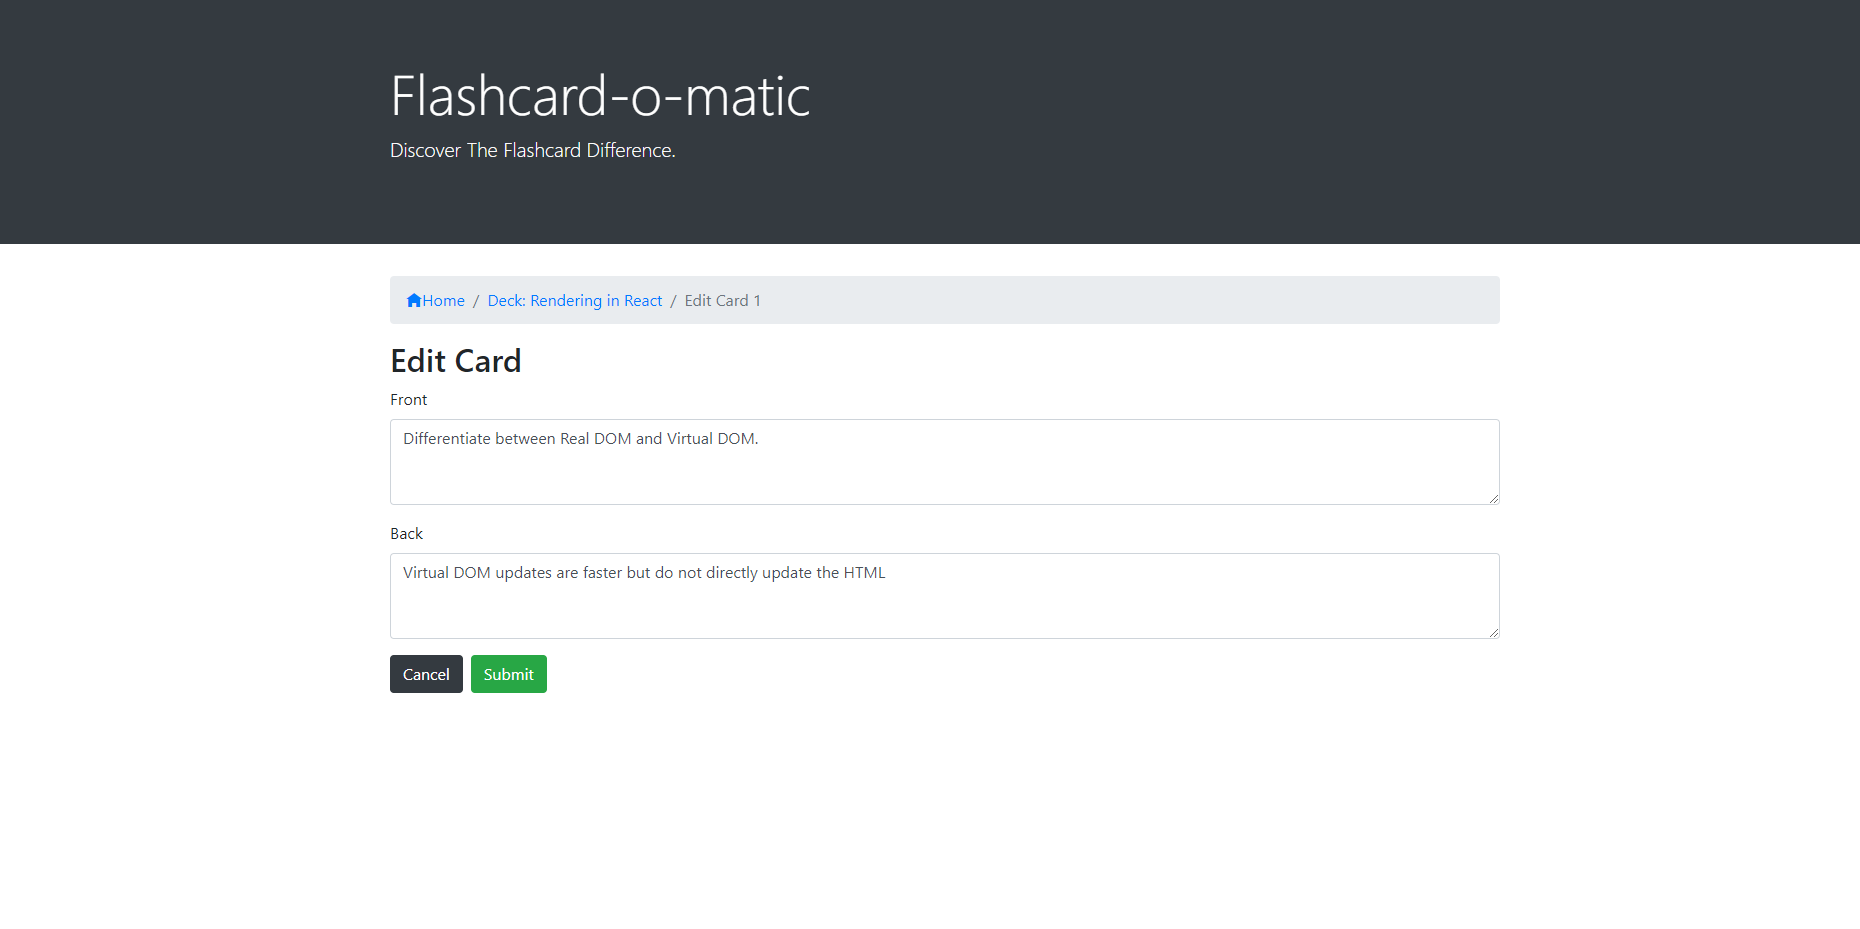 Flashcard-o-matic
Discover The Flashcard Difference.
Home / Deck: Rendering in React / Edit Card 1
Edit Card
Front
Differentiate between Real DOM and Virtual DOM.
Back
Virtual DOM updates are faster but do not directly update the HTML
Cancel Submit